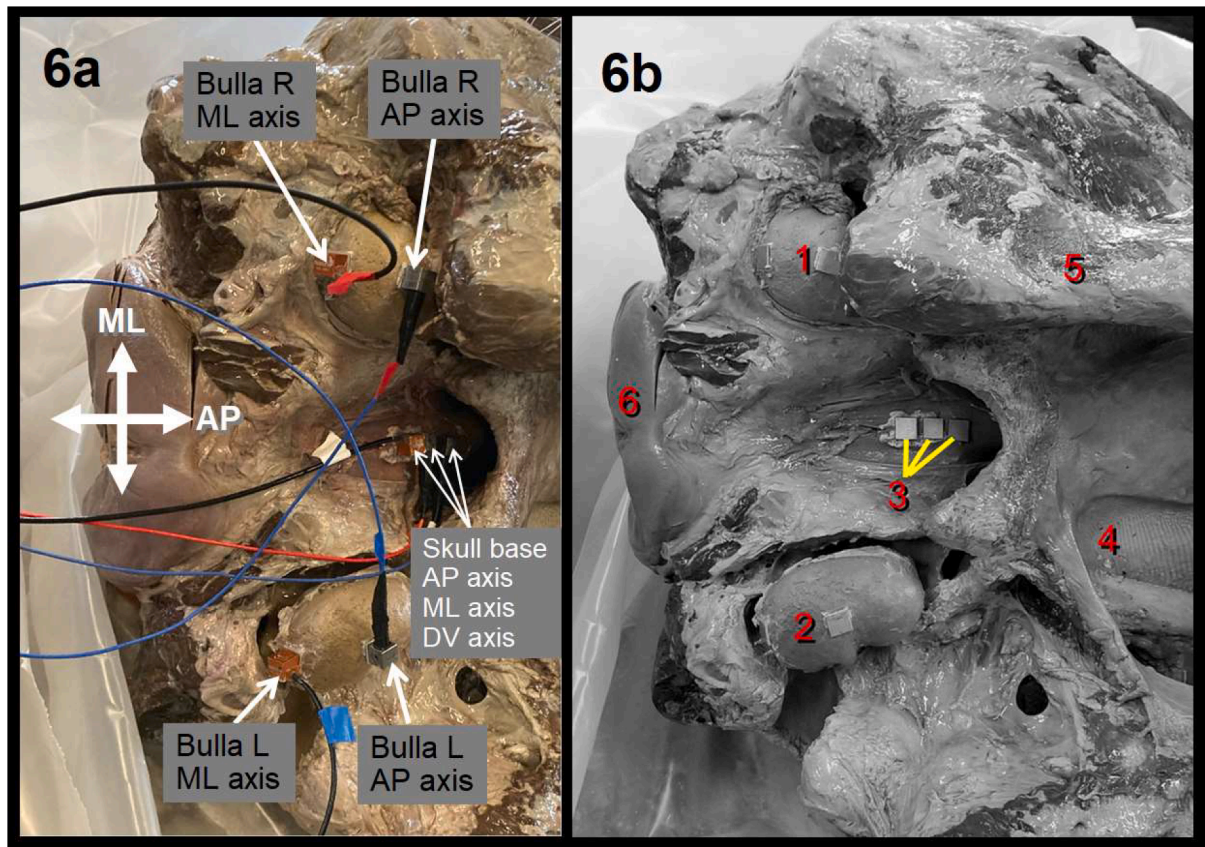 6a
Bulla R
ML axis
Bulla R
AP axis
ML
AP
Skull base
AP axis
ML axis
DV axis
Bulla L
ML axis
Bulla L
AP axis
6b
1
5
6
3
4
2